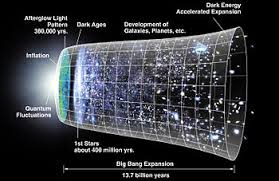 Dark Energy
Accelerated Expansion
Afterglow Light
Pattern
380,000 yrs.
Dark Ages
Development of
Galaxies, Planets, etc.
Inflation
Quantum
Fluctuations
1st Stars
about 400 million yrs.
Big Bang Expansion
13.7 billion years